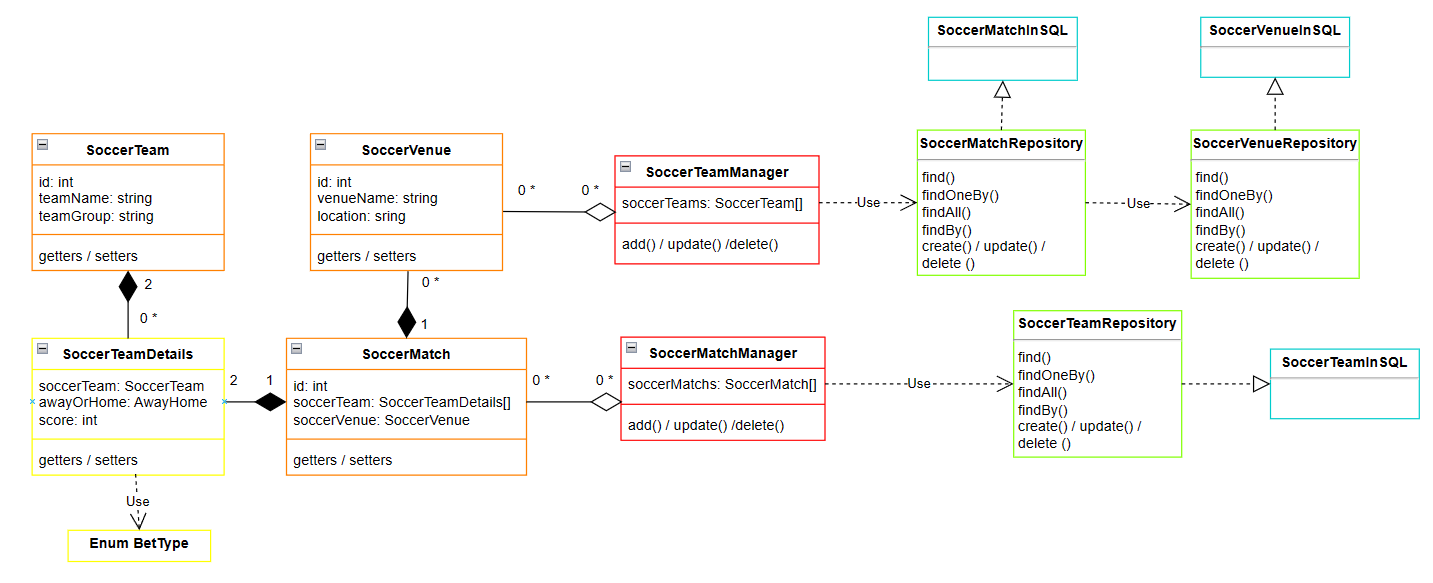 SoccerMatchInSQL
SoccerVenueInSQL
SoccerTeam
id: int
teamName: string
teamGroup: string
getters / setters
SoccerVenue
id: int
venueName: string
location: sring
getters / setters
0 *
0 *
SoccerTeamManager
soccerTeams: SoccerTeam[]
add() / update() /delete()
Use
SoccerMatchRepository
find()
findOneBy()
findAll()
findBy()
create() / update() /
delete ()
Use
SoccerVenueRepository
find()
findOneBy()
findAll()
findBy()
create() / update() /
delete ()
2
0 *
0 *
1
SoccerTeamDetails
soccerTeam: SoccerTeam
awayOrHome: AwayHome
score: int
getters / setters
2
1
SoccerMatch
id: int
soccerTeam: SoccerTeamDetails[]
soccerVenue: SoccerVenue
getters / setters
0 *
0 *
SoccerMatchManager
soccerMatchs: SoccerMatch[]
add() / update() /delete()
Use
SoccerTeamRepository
find()
findOneBy()
findAll()
findBy()
create() / update() /
delete ()
SoccerTeamInSQL
Use
Enum BetType